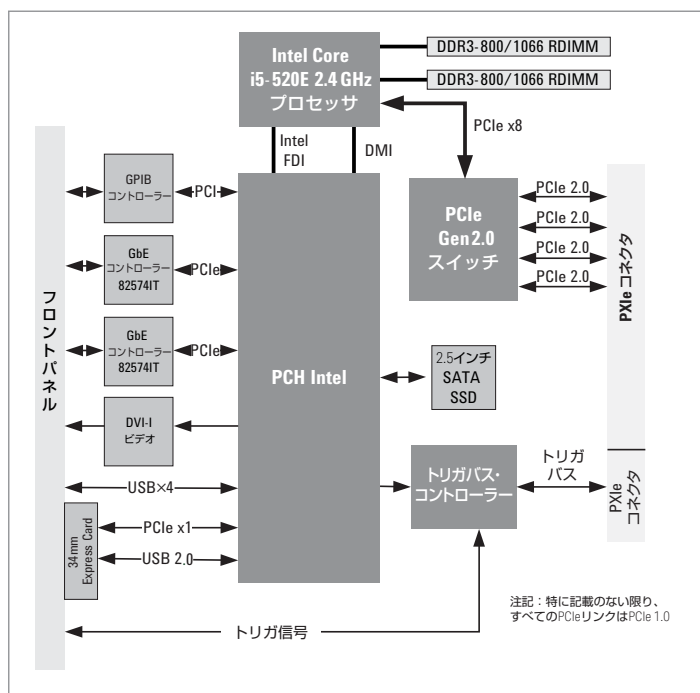 Intel Core
i5-520E 2.4 GHz
プロセッサ
DDR3-800/1066 RDIMM
DDR3-800/1066 RDIMM
PCIe x8
Intel
FDI
DMI
フロントパネル
GPIB
コントローラー
PCI
GbE
コントローラー
82574IT
PCIe
GbE
コントローラー
82574IT
PCIe
DVI-I
ビデオ
USB×4
34mm
Express Card
PCIe x1
USB 2.0
PCH Intel
PCIe
Gen2.0
スイッチ
PCIe 2.0
PCIe 2.0
PCIe 2.0
PCIe 2.0
PXIe コネクタ
2.5インチ
SATA
SSD
トリガバス・
コントローラー
トリガ
バス
PXIe
コネクタ
トリガ信号
注記：特に記載のない限り、
すべてのPCIeリンクはPCIe 1.0